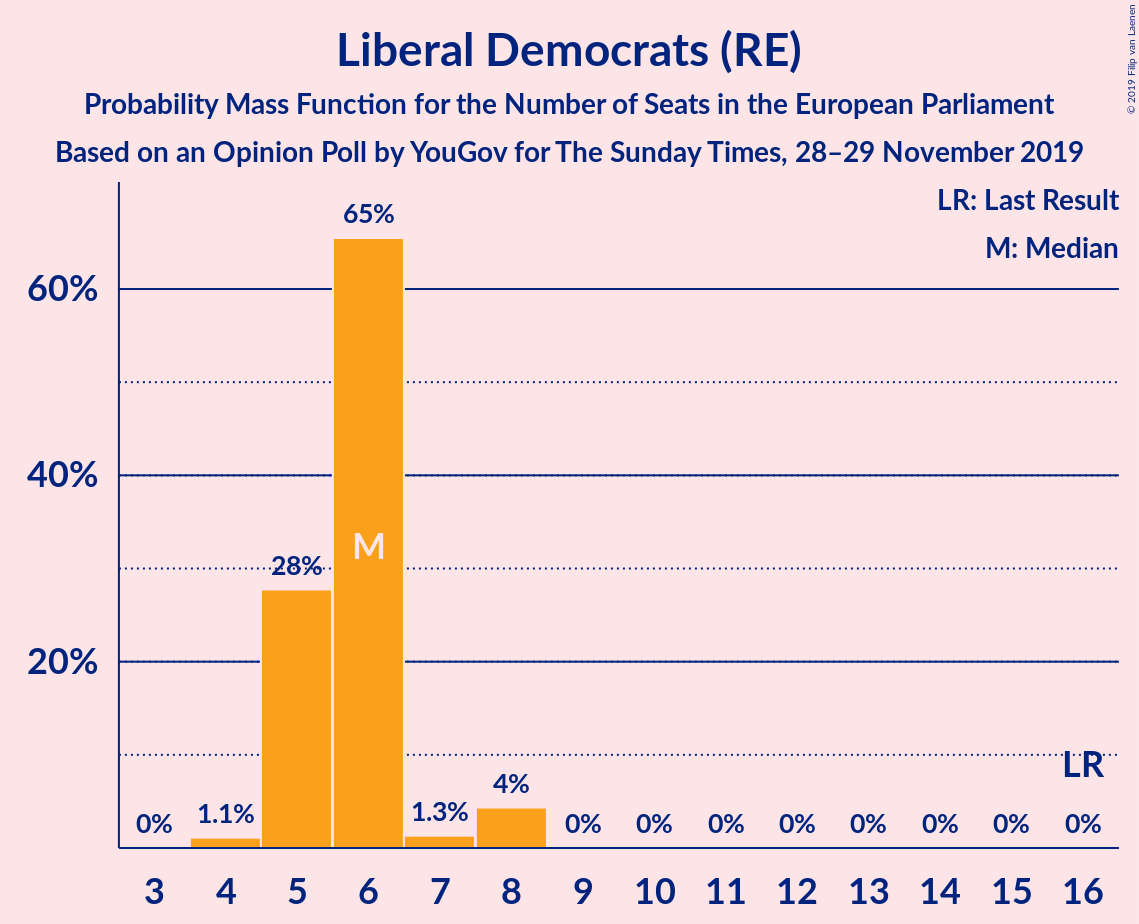 Liberal Democrats (RE)
Probability Mass Function for the Number of Seats in the European Parliament
Based on an Opinion Poll by YouGov for The Sunday Times, 28–29 November 2019
© 2019 Filip van Laenen
LR: Last Result
M: Median
60%
40%
20%
0%
1.1%
28%
65%
M
1.3%
4%
0%
0%
0%
0%
0%
0%
0%
0%
LR
3 4 5 6 7 8 9 10 11 12 13 14 15 16